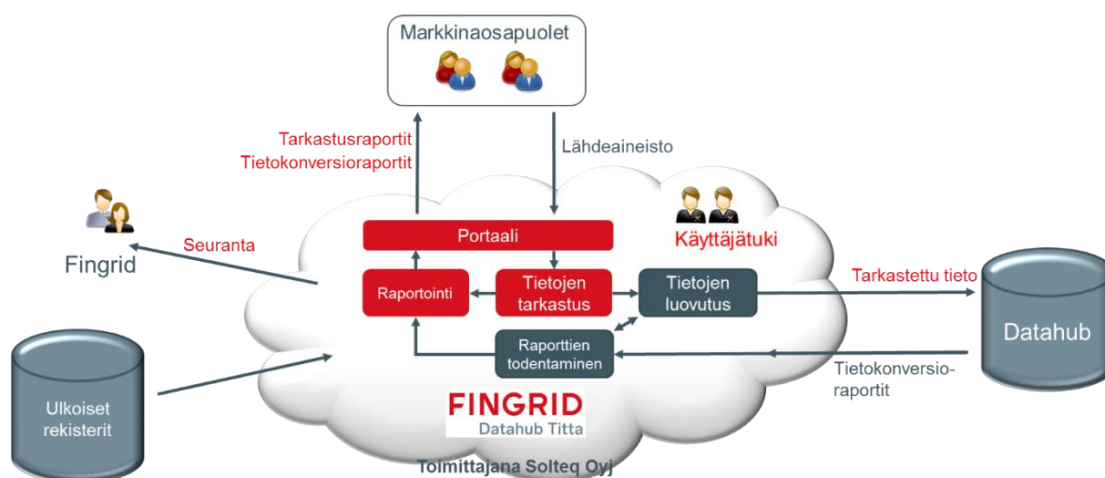 Markkinaosapuolet
Tarkastusraportit
Tietokonversioraportit
Lähdeaineisto
Fingrid
Seuranta
Portaali
Käyttäjätuki
Raportointi
Tietojen
tarkastus
Tietojen
luovutus
Tarkastettu tieto
Datahub
Raporttien
todentaminen
Tietokonversio-
raportit
Ulkoiset
rekisterit
FINGRID
Datahub Titta
Toimittajana Solteq Oyj